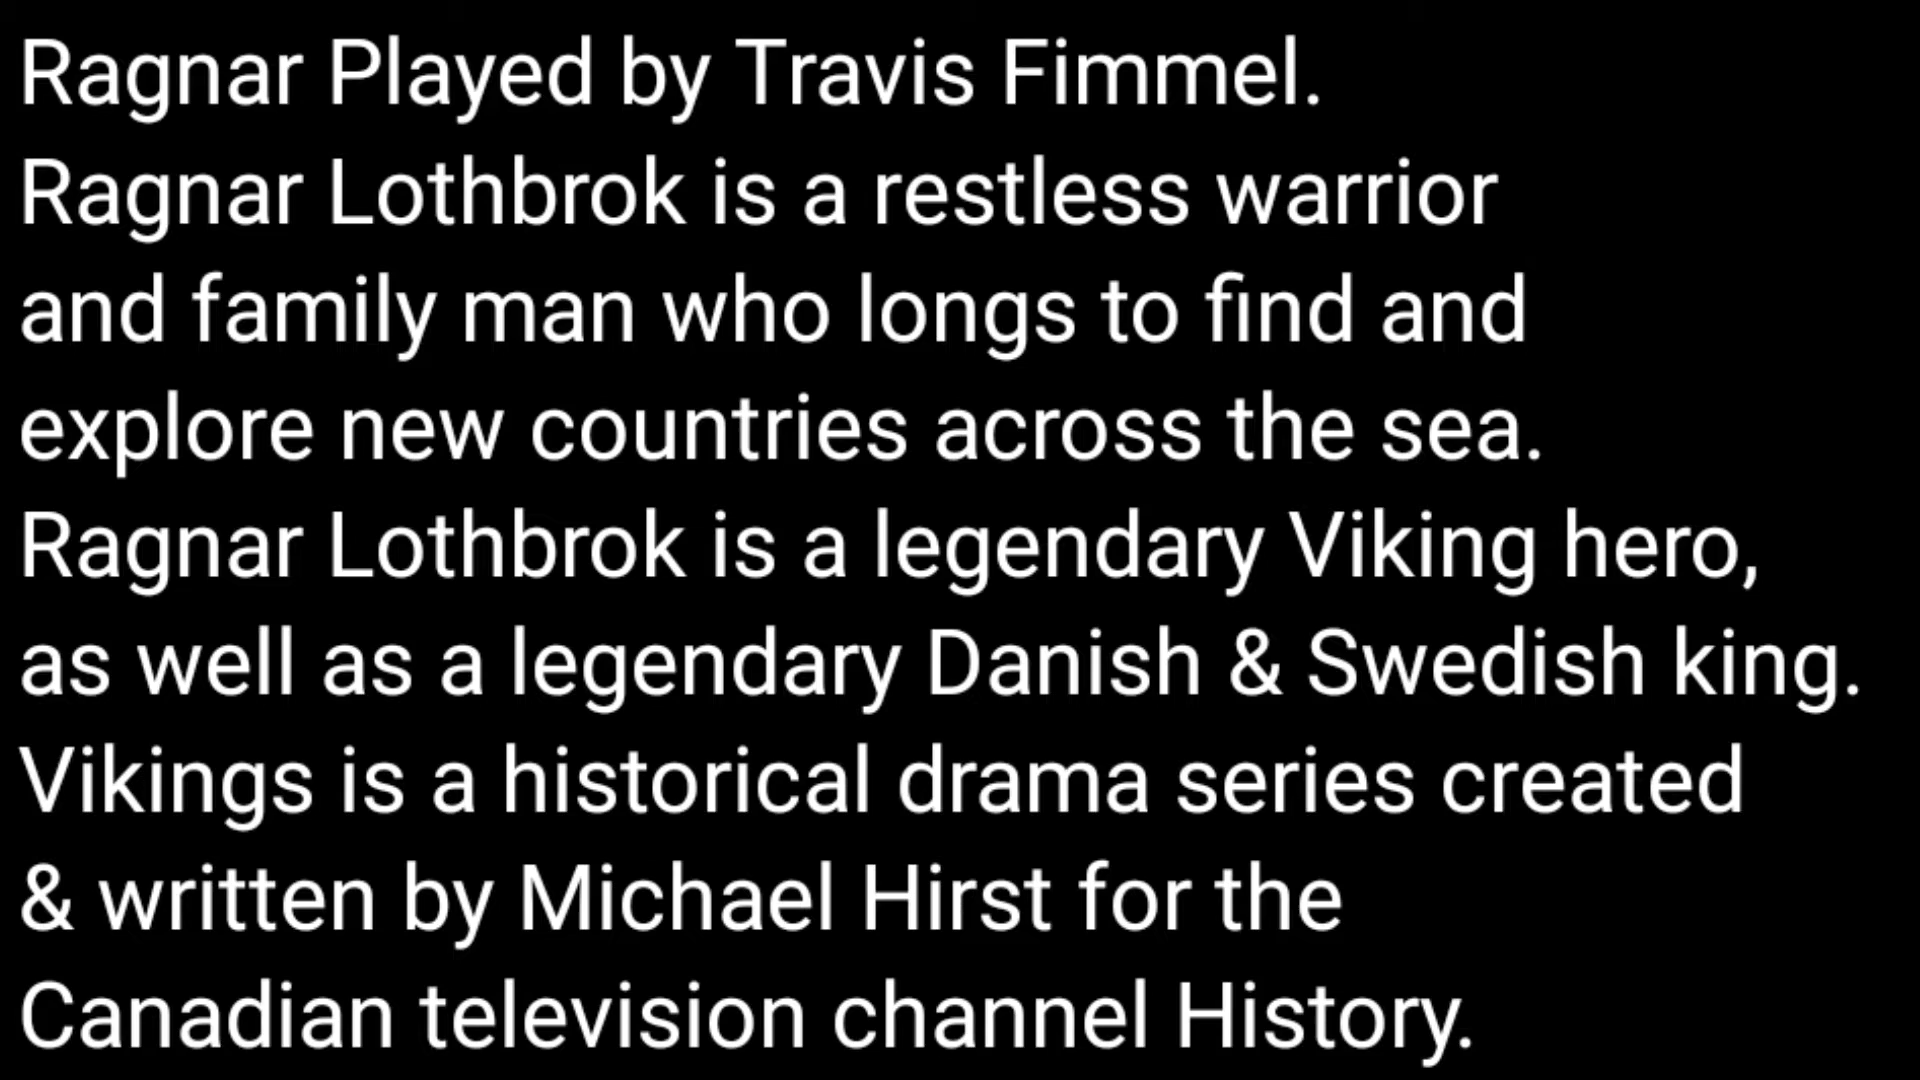 Ragnar Played by Travis Fimmel.
Ragnar Lothbrok is a restless warrior
and family man who longs to find and
explore new countries across the sea.
Ragnar Lothbrok is a legendary Viking hero,
as well as a legendary Danish & Swedish king.
Vikings is a historical drama series created
& written by Michael Hirst for the
Canadian television channel History.